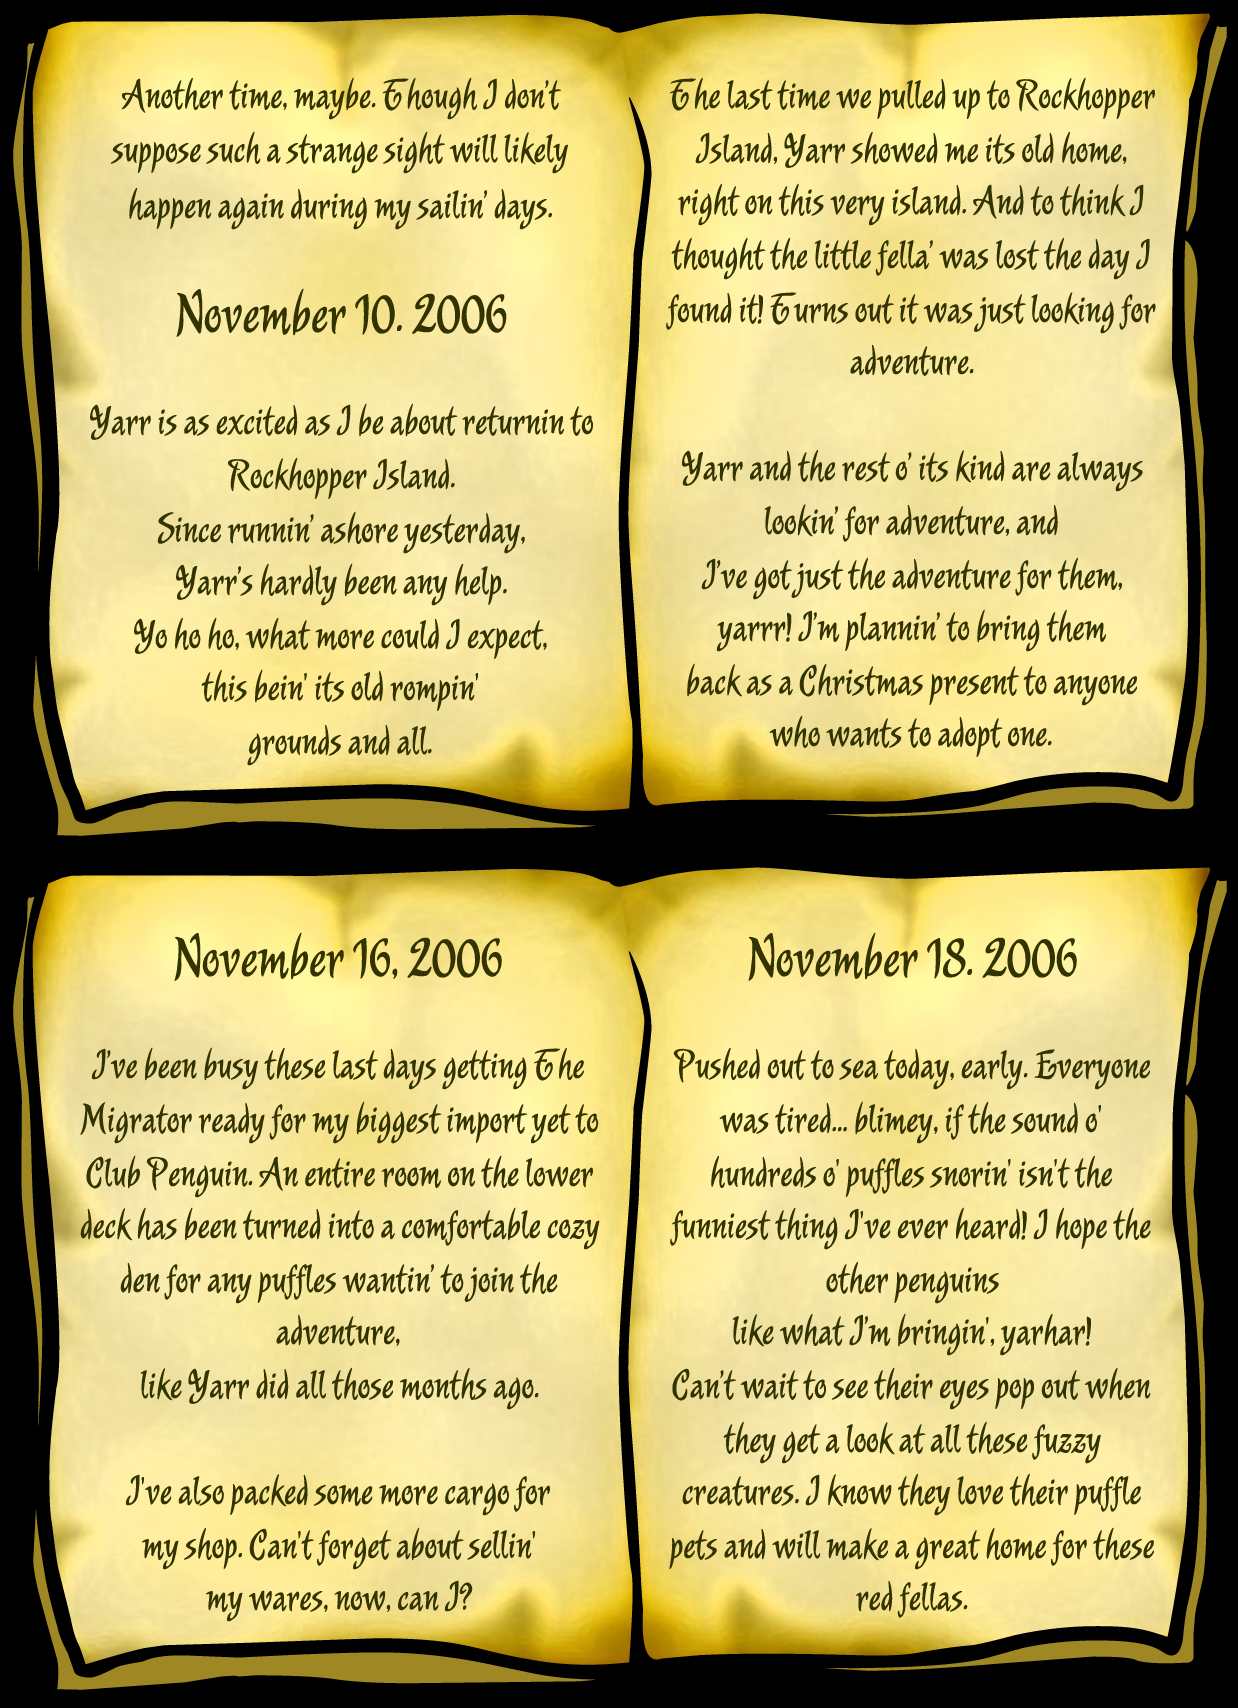 Another time, maybe. Though I don't
suppose such a strange sight will likely
happen again during my sailin' days.
November 10. 2006
Yarr is as excited as I be about returnin to
Rockhopper Island.
Since runnin' ashore yesterday,
Yarr's hardly been any help.
Yo ho ho, what more could I expect,
this bein' its old rompin'
grounds and all.
The last time we pulled up to Rockhopper
Island, Yarr showed me its old home,
right on this very island. And to think I
thought the little fella' was lost the day I
found it! Turns out it was just looking for
adventure.
Yarr and the rest o' its kind are always
lookin' for adventure, and
I've got just the adventure for them,
yarrr! I'm plannin' to bring them
back as a Christmas present to anyone
who wants to adopt one.
November 16, 2006
I've been busy these last days getting The
Migrator ready for my biggest import yet to
Club Penguin. An entire room on the lower
deck has been turned into a comfortable cozy
den for any puffles wantin' to join the
adventure,
like Yarr did all those months ago.
I've also packed some more cargo for
my shop. Can't forget about sellin'
my wares, now, can I?
November 18. 2006
Pushed out to sea today, early. Everyone
was tired... blimey, if the sound o'
hundreds o' puffles snorin' isn't the
funniest thing I've ever heard! I hope the
other penguins
like what I'm bringin', yarhar!
Can't wait to see their eyes pop out when
they get a look at all these fuzzy
creatures. I know they love their puffle
pets and will make a great home for these
red fellas.